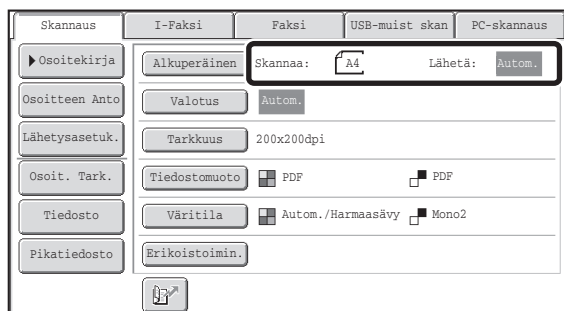 Skannaus I-Faksi Faksi USB-muist skan PC-skannaus
Osoitekirja Alkuperäinen Skannaa: A4 Lähetä: Autom.
Osoitteen Anto Valotus Autom.
Lähetysasetuk. Tarkkuus 200x200dpi
Osoit. Tark. Tiedostomuoto PDF PDF
Tiedosto Väritila Autom./Harmaasävy Mono2
Pikatiedosto Erikoistoimin.